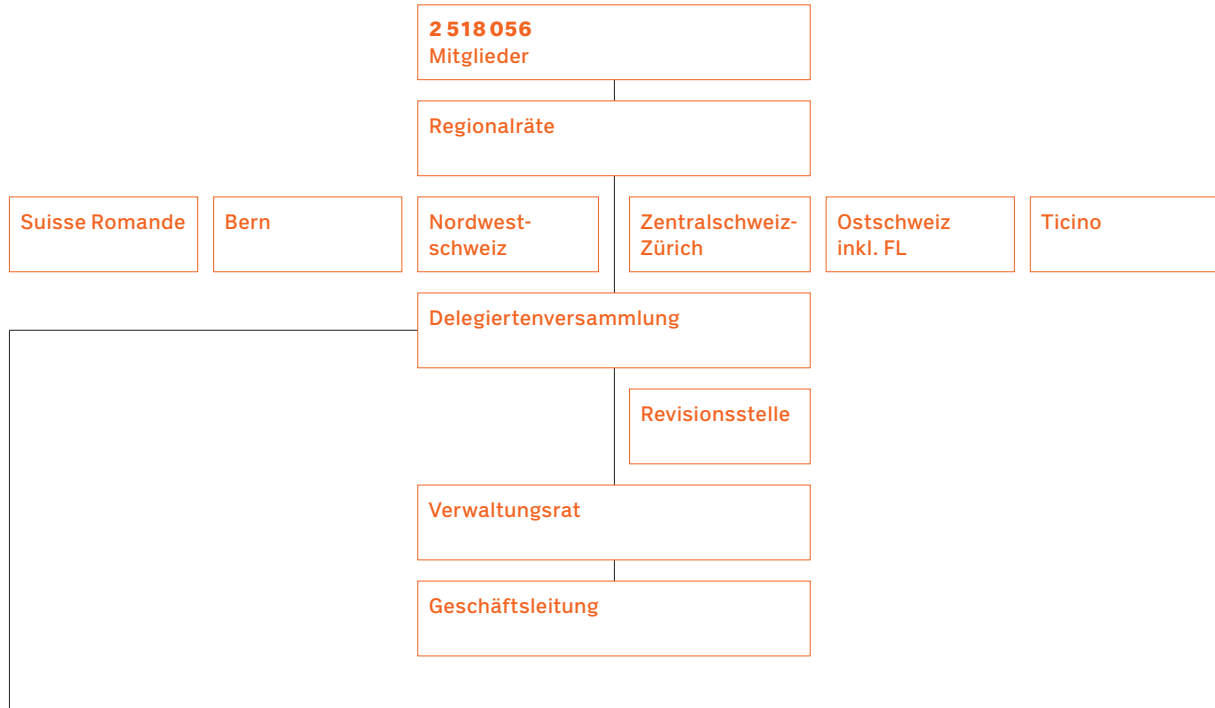 2 518 056
Mitglieder
Regionalräte
Suisse Romande
Bern
Nordwest-
schweiz
Zentralschweiz-
Zürich
Ostschweiz
inkl. FL
Ticino
Delegiertenversammlung
Revisionsstelle
Verwaltungsrat
Geschäftsleitung